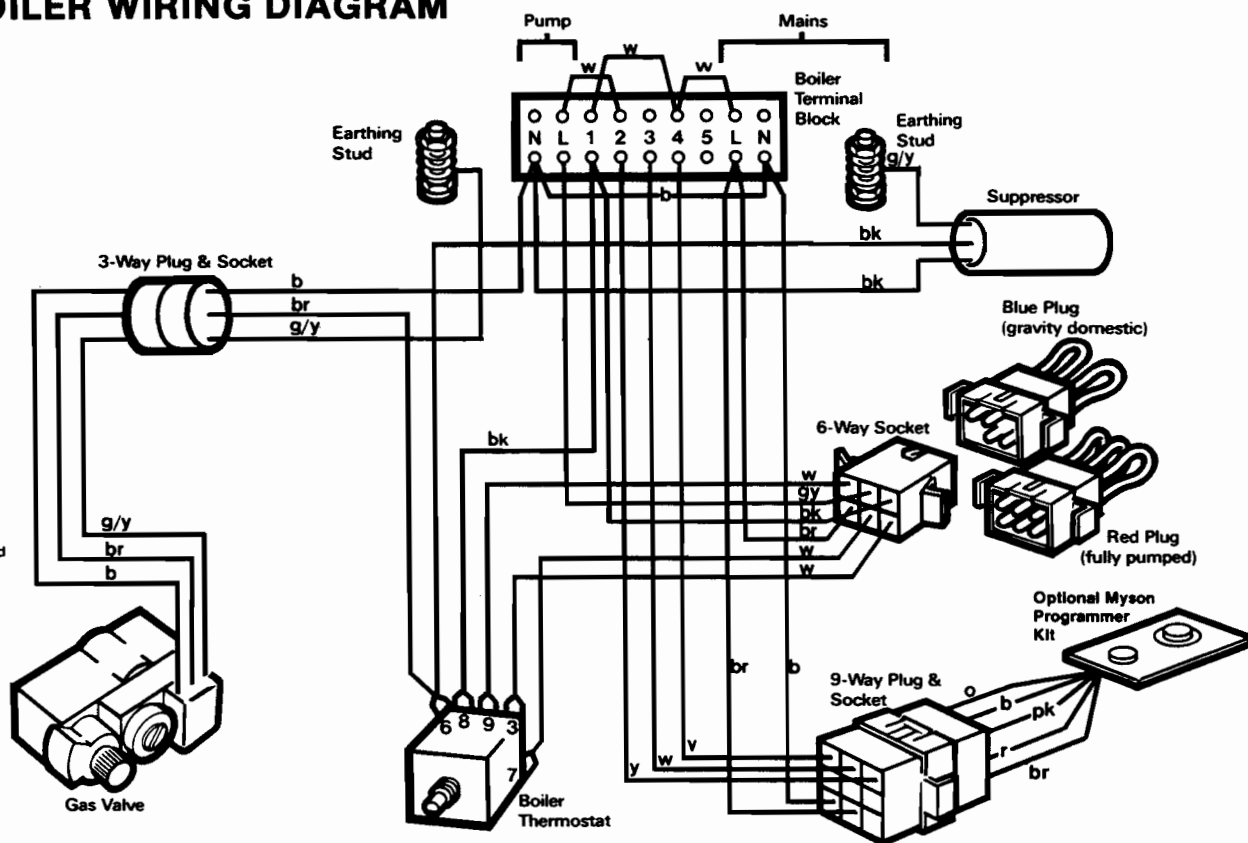 OILER WIRING DIAGRAM
Pump
Mains
w
w
w
Boiler
Terminal
Block
N L 1 2 3 4 5 L N
Earthing
Stud
Earthing
Stud
g/y
b
Suppressor
bk
bk
3-Way Plug & Socket
b
br
g/y
Blue Plug
(gravity domestic)
6-Way Socket
bk
w
gy
bk
br
w
w
Red Plug
(fully pumped)
g/y
br
b
Optional Myson
Programmer
Kit
br
b
9-Way Plug &
Socket
o
b
pk
r
br
6 8 9 3
7
v
w
y
Gas Valve
Boiler
Thermostat